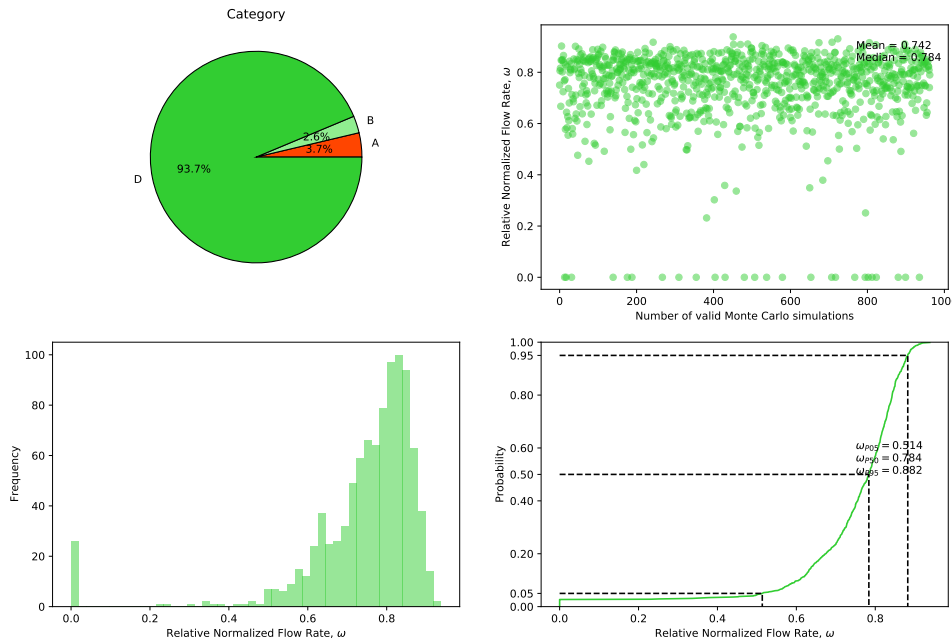 Category
B
2.6%
A
3.7%
93.7%
D
Mean = 0.742
Median = 0.784
0.8
0.6
0.4
0.2
0.0
Relative Normalized Flow Rate, ω
0
200
400
600
800
1000
Number of valid Monte Carlo simulations
100
80
60
40
20
0
Frequency
0.0
0.2
0.4
0.6
0.8
Relative Normalized Flow Rate, ω
1.00
0.95
0.60
0.50
0.40
0.20
0.05
0.00
Probability
ωP05 = 0.514
ωP50 = 0.784
ωP95 = 0.882
0.0
0.2
0.4
0.6
0.8
Relative Normalized Flow Rate, ω